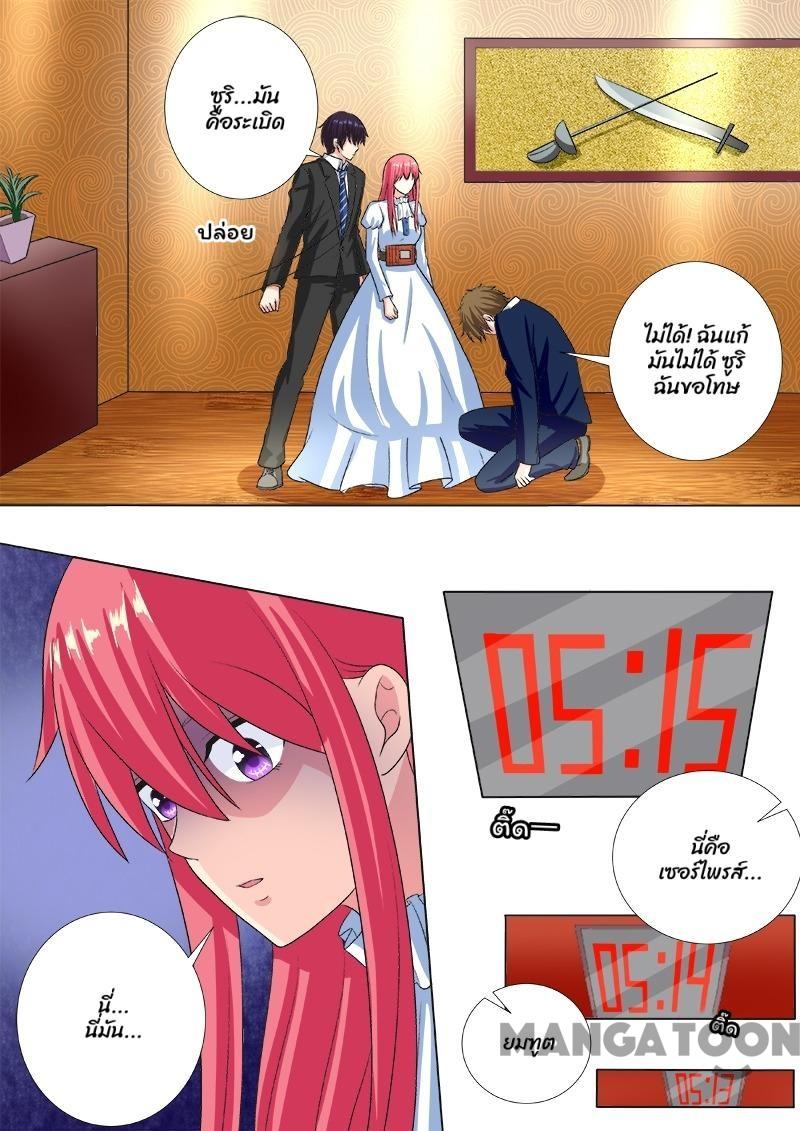 ซูริ...มัน
คือระเบิด
ปล่อย
ไม่ได้! ฉันแก้
มันไม่ได้ ซูริ
ฉันขอโทษ
05:15
ติ๊ด—
นี่คือ
เซอร์ไพรส์...
05:14
ติ๊ด
นี่...
นี่มัน...
ยมทูต
MANGATOON
05:13